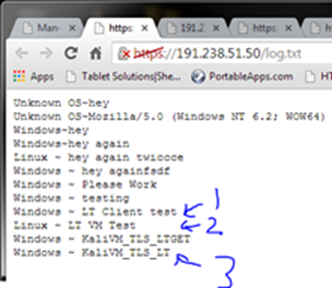 Man-
https:
191.2
https:
h
https://191.238.51.50/log.txt
Apps Tablet Solutions|She... PortableApps.com HT
Unknown OS-hey
Unknown OS-Mozilla/5.0 (Windows NT 6.2; WOW64)
Windows~hey
Windows~hey again
Linux ~ hey again twiccce
Windows ~ hey againfsdf
Windows ~ Please Work
Windows ~ testing
Windows ~ LT Client test 1
Linux ~ LT VM Test 2
Windows ~ KaliVM_TLS_LTGET
Windows ~ KaliVM_TLS_LT 3